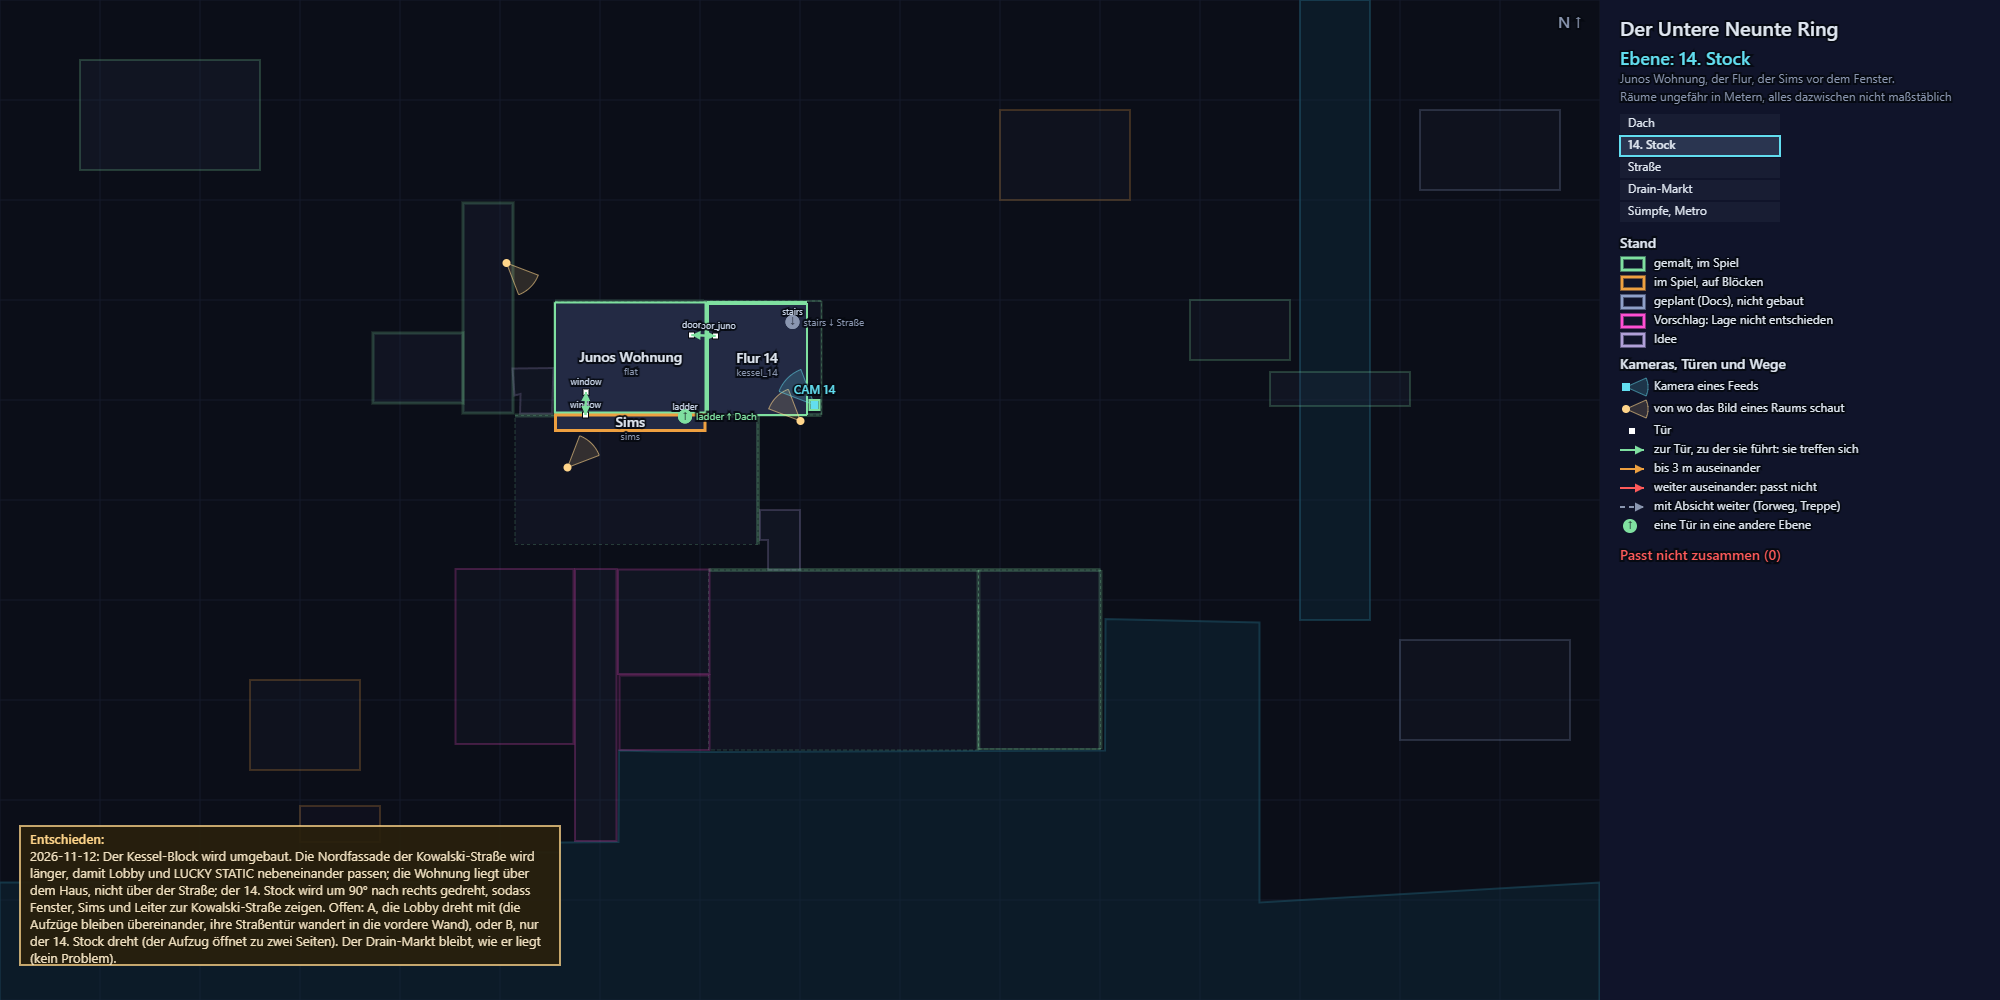 N ↑
Der Untere Neunte Ring
Ebene: 14. Stock
Junos Wohnung, der Flur, der Sims vor dem Fenster.
Räume ungefähr in Metern, alles dazwischen nicht maßstäblich
Dach
14. Stock
Straße
Drain-Markt
Sümpfe, Metro
Stand
gemalt, im Spiel
im Spiel, auf Blöcken
geplant (Docs), nicht gebaut
Vorschlag: Lage nicht entschieden
Idee
Kameras, Türen und Wege
Kamera eines Feeds
von wo das Bild eines Raums schaut
Tür
zur Tür, zu der sie führt: sie treffen sich
bis 3 m auseinander
weiter auseinander: passt nicht
mit Absicht weiter (Torweg, Treppe)
eine Tür in eine andere Ebene
Passt nicht zusammen (0)
stairs
stairs ↓ Straße
door
oor_juno
Junos Wohnung
flat
Flur 14
kessel_14
window
window
CAM 14
ladder
ladder ↑ Dach
Sims
sims
Entschieden:
2026-11-12: Der Kessel-Block wird umgebaut. Die Nordfassade der Kowalski-Straße wird
länger, damit Lobby und LUCKY STATIC nebeneinander passen; die Wohnung liegt über
dem Haus, nicht über der Straße; der 14. Stock wird um 90° nach rechts gedreht, sodass
Fenster, Sims und Leiter zur Kowalski-Straße zeigen. Offen: A, die Lobby dreht mit (die
Aufzüge bleiben übereinander, ihre Straßentür wandert in die vordere Wand), oder B, nur
der 14. Stock dreht (der Aufzug öffnet zu zwei Seiten). Der Drain-Markt bleibt, wie er liegt
(kein Problem).